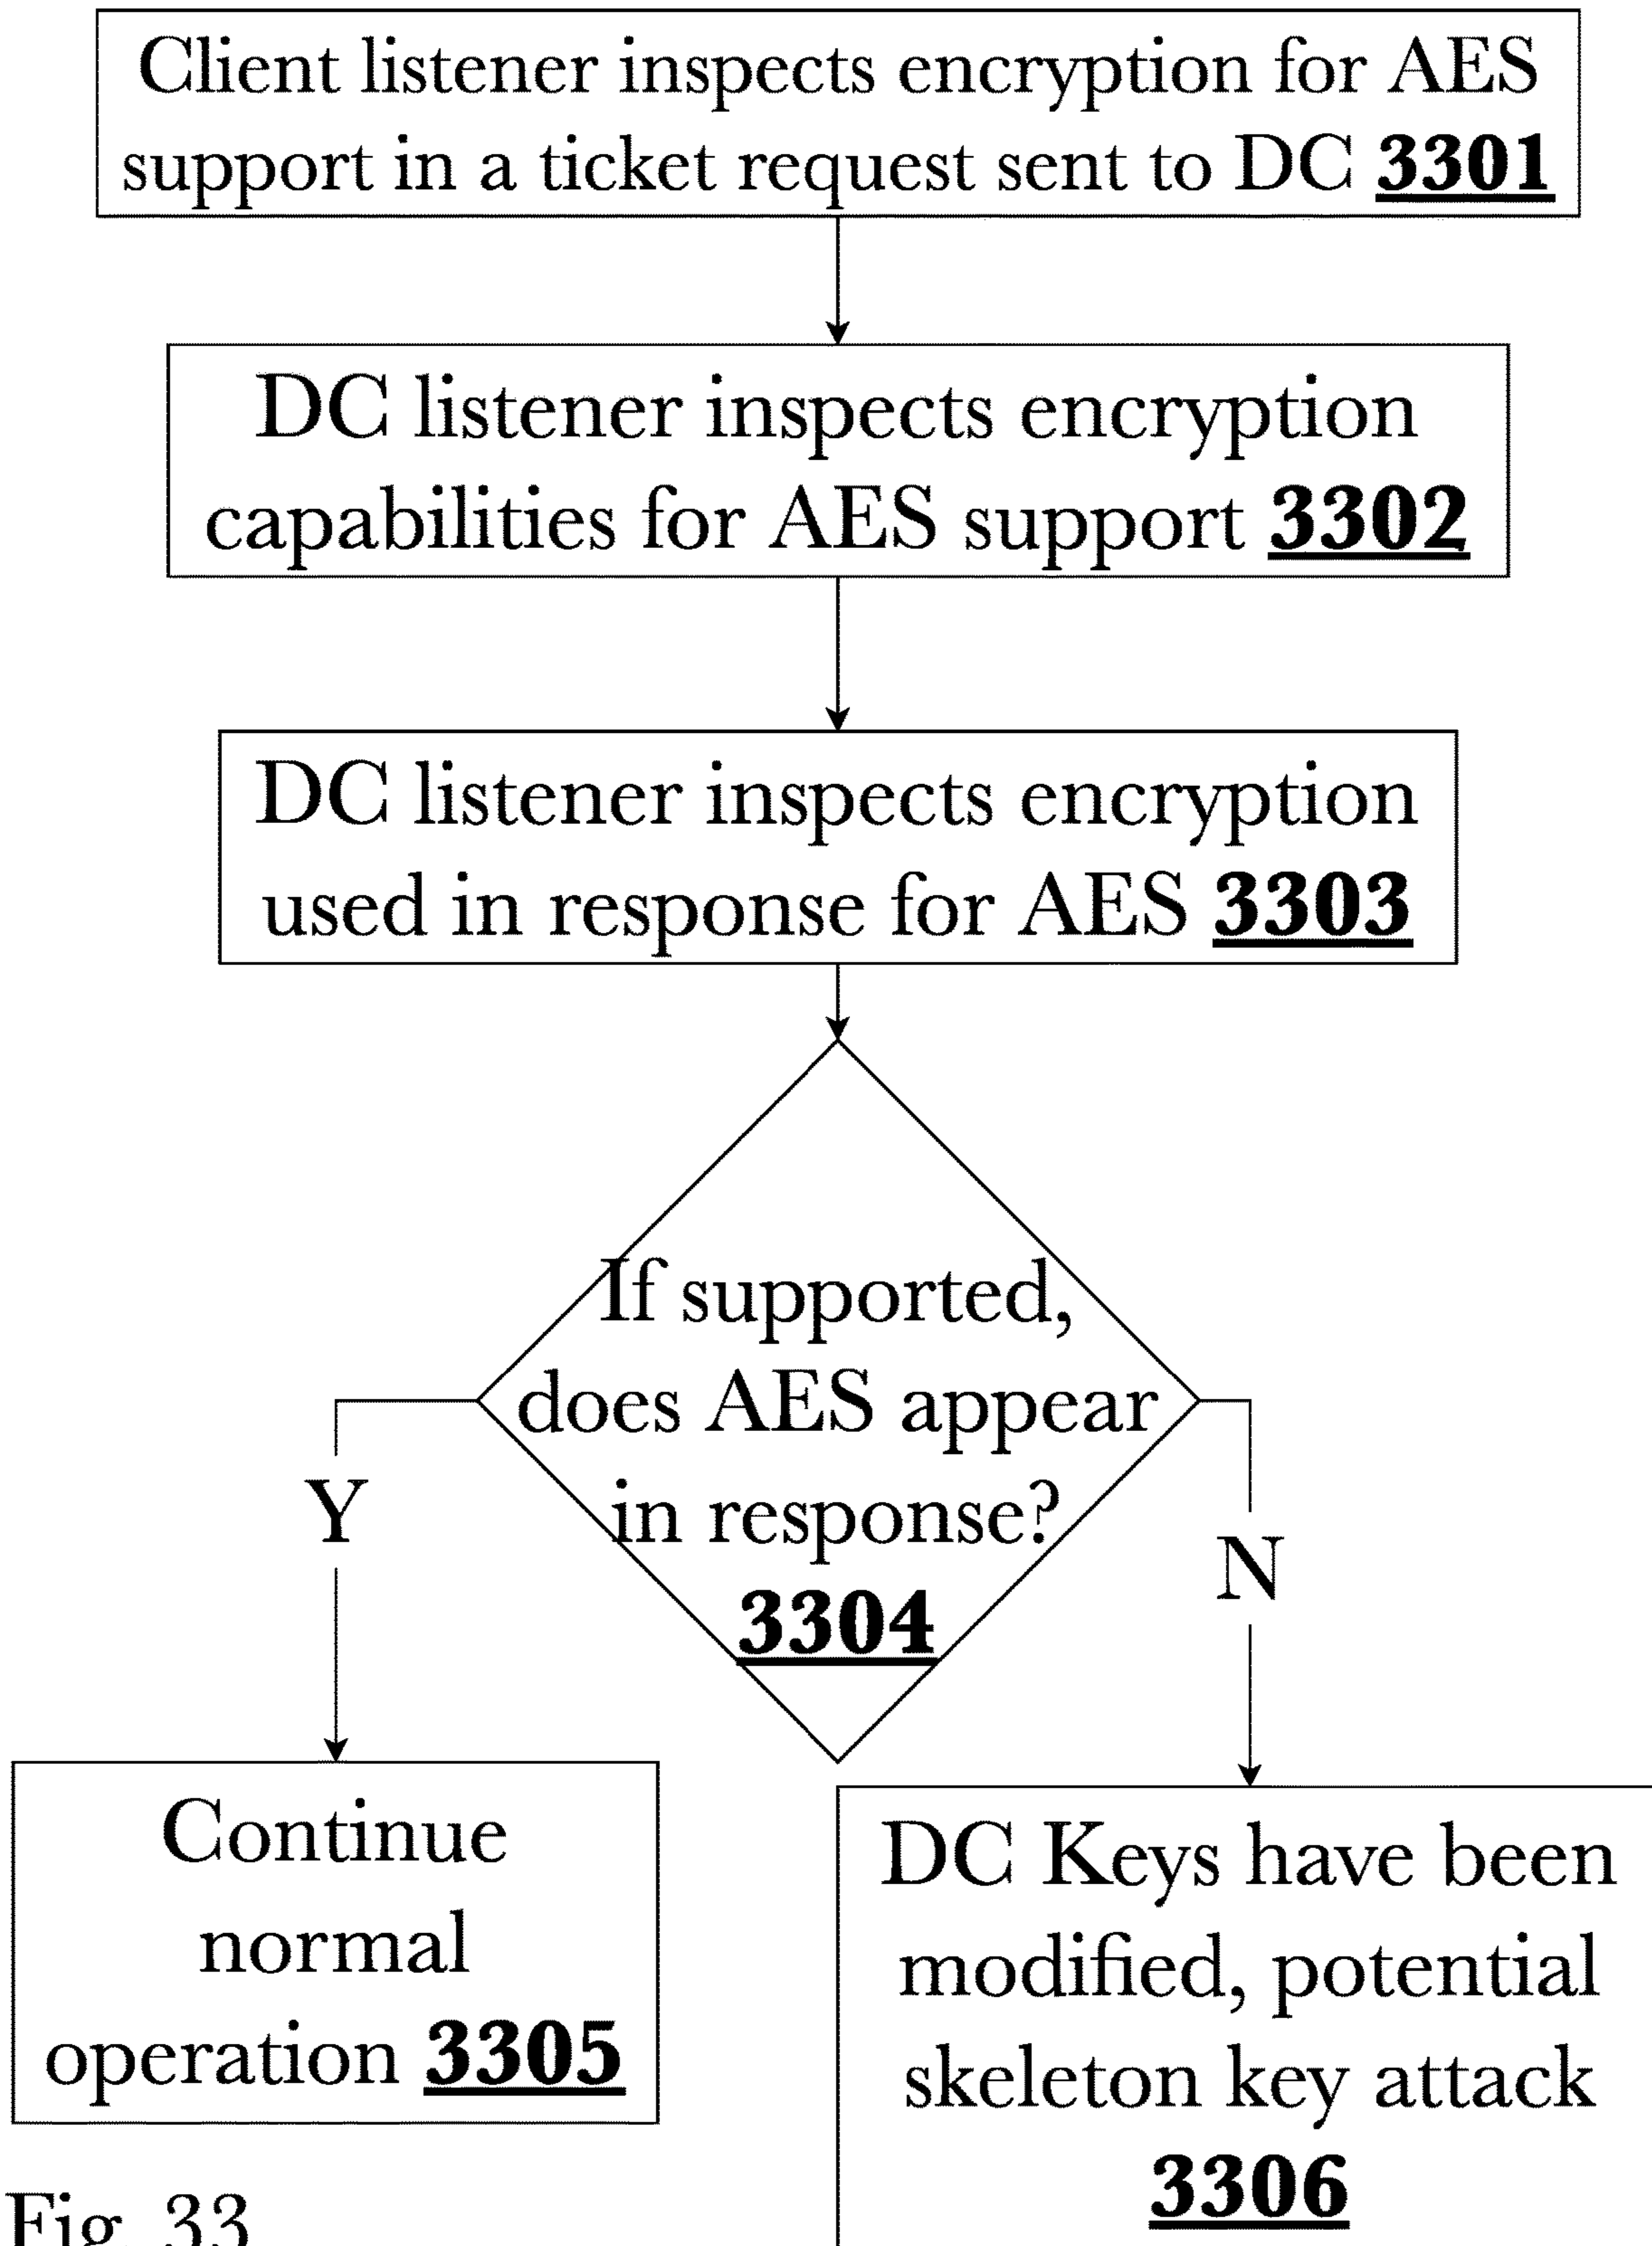 Client listener inspects encryption for AES
support in a ticket request sent to DC 3301
DC listener inspects encryption
capabilities for AES support 3302
DC listener inspects encryption
used in response for AES 3303
If supported,
does AES appear
in response?
3304
Y
N
Continue
normal
operation 3305
DC Keys have been
modified, potential
skeleton key attack
3306
Fig. 33